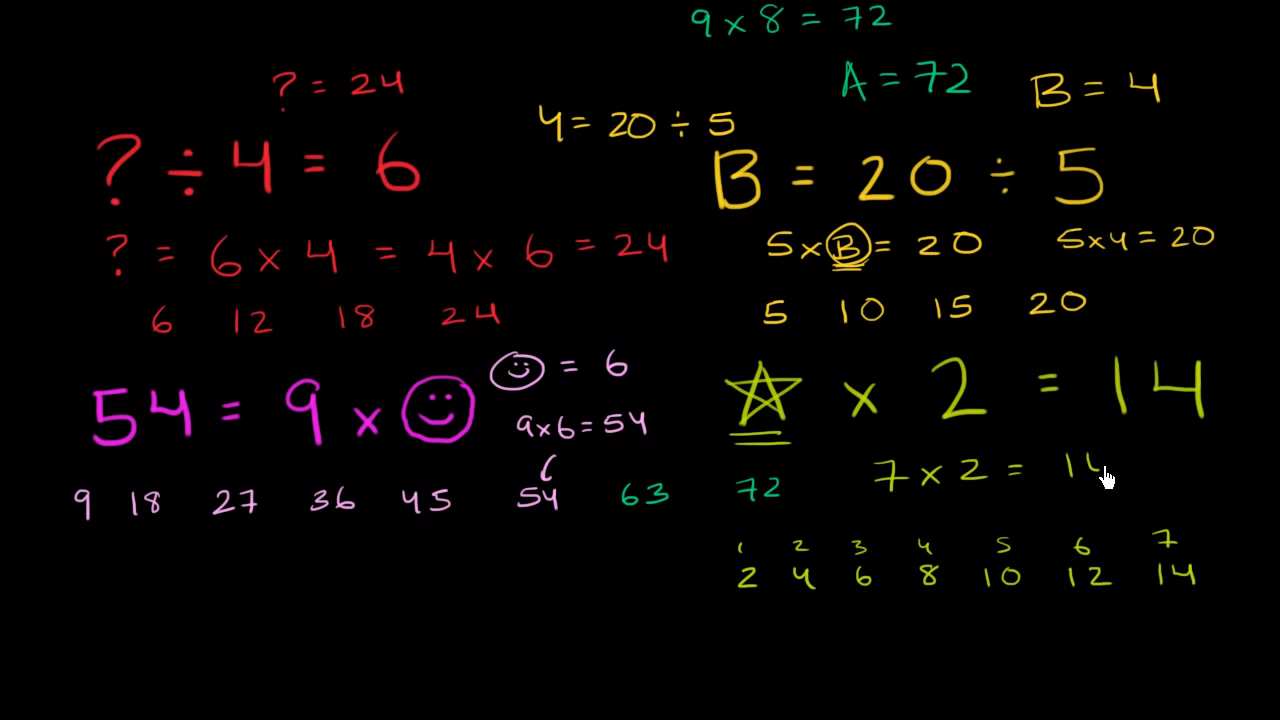 9 x 8 = 72
? = 24
A = 72
B = 4
4 = 20 ÷ 5
? ÷ 4 = 6
B = 20 ÷ 5
? = 6 x 4 = 4 x 6 = 24
5 x B = 20
5 x 4 = 20
6 12 18 24
5 10 15 20
☺ = 6
54 = 9 x ☺
☆ x 2 = 14
9 x 6 = 54
7 x 2 = 14
9 18 27 36 45 54 63 72
1 2 3 4 5 6 7
2 4 6 8 10 12 14